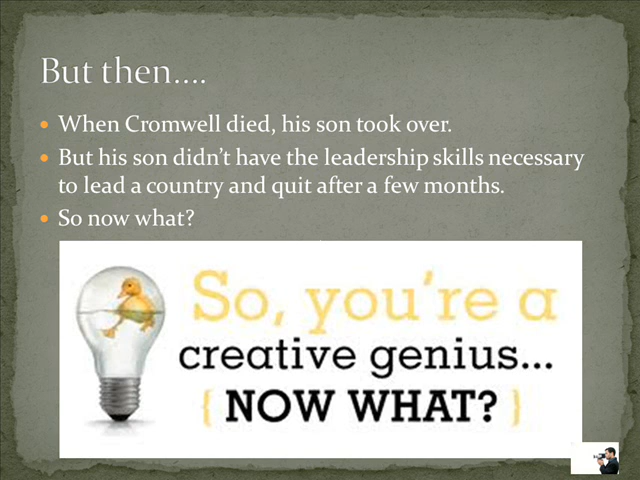 But then….
• When Cromwell died, his son took over.
• But his son didn’t have the leadership skills necessary
to lead a country and quit after a few months.
• So now what?
So, you’re a
creative genius...
{ NOW WHAT? }